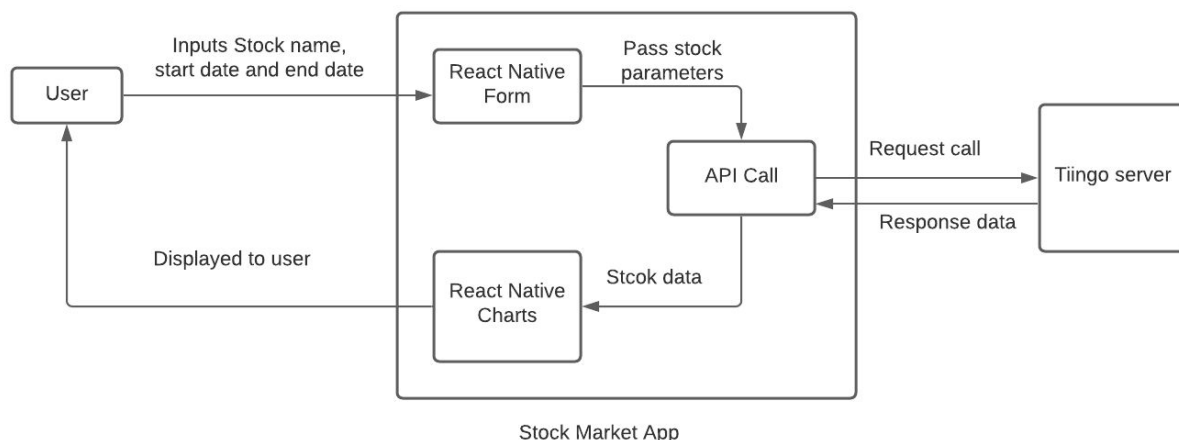 Inputs Stock name,
start date and end date
User
React Native
Form
Pass stock
parameters
API Call
Request call
Response data
Tiingo server
Stcok data
React Native
Charts
Displayed to user
Stock Market App